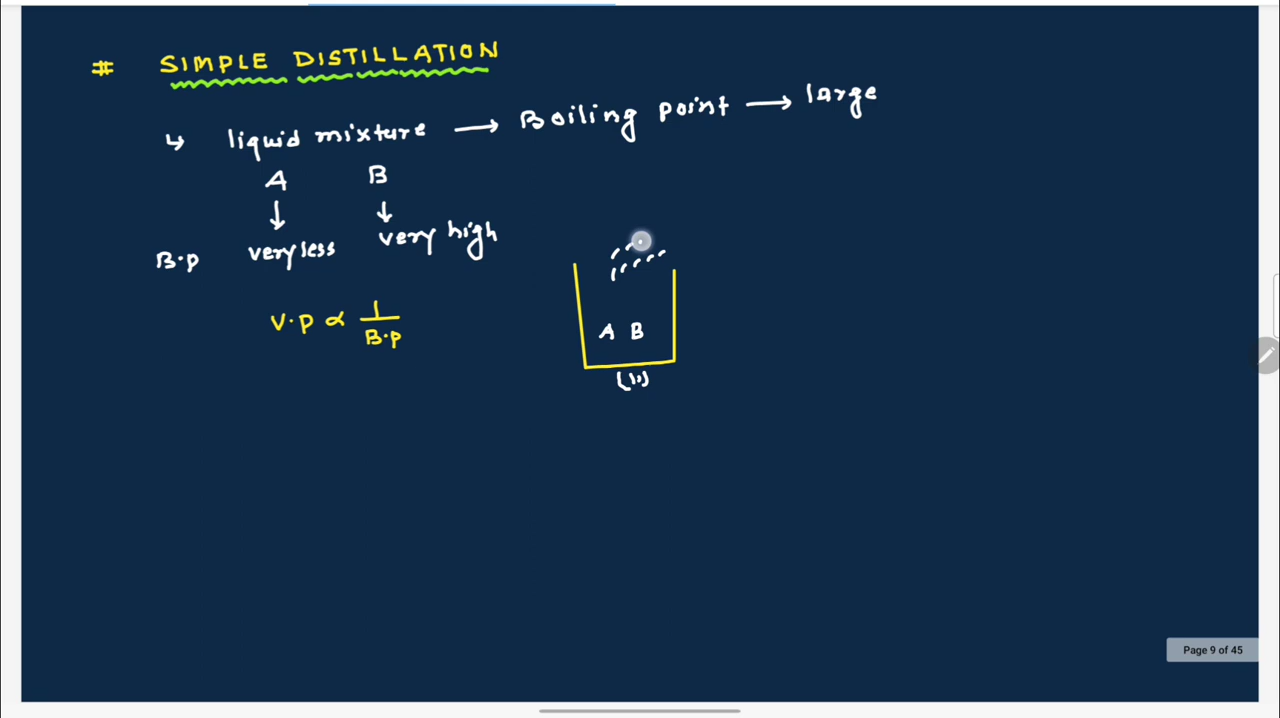 # SIMPLE DISTILLATION
↳ liquid mixture → Boiling point → large
A B
↓ ↓
B.p very less very high
V.p ∝ 1/B.p
A B
Page 9 of 45